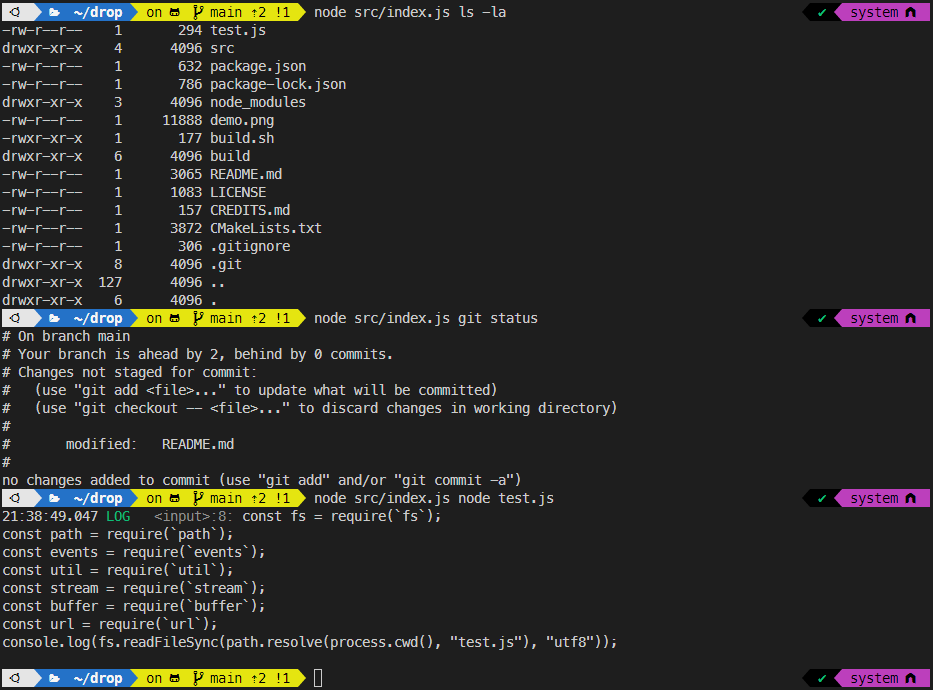 ~/drop on main ⇡2 !1 node src/index.js ls -la ✔ system
-rw-r--r-- 1 294 test.js
drwxr-xr-x 4 4096 src
-rw-r--r-- 1 632 package.json
-rw-r--r-- 1 786 package-lock.json
drwxr-xr-x 3 4096 node_modules
-rw-r--r-- 1 11888 demo.png
-rwxr-xr-x 1 177 build.sh
drwxr-xr-x 6 4096 build
-rw-r--r-- 1 3065 README.md
-rw-r--r-- 1 1083 LICENSE
-rw-r--r-- 1 157 CREDITS.md
-rw-r--r-- 1 3872 CMakeLists.txt
-rw-r--r-- 1 306 .gitignore
drwxr-xr-x 8 4096 .git
drwxr-xr-x 127 4096 ..
drwxr-xr-x 6 4096 .
~/drop on main ⇡2 !1 node src/index.js git status ✔ system
# On branch main
# Your branch is ahead by 2, behind by 0 commits.
# Changes not staged for commit:
#   (use "git add <file>..." to update what will be committed)
#   (use "git checkout -- <file>..." to discard changes in working directory)
#
#       modified:   README.md
#
no changes added to commit (use "git add" and/or "git commit -a")
~/drop on main ⇡2 !1 node src/index.js node test.js ✔ system
21:38:49.047 LOG   <input>:8: const fs = require(`fs`);
const path = require(`path`);
const events = require(`events`);
const util = require(`util`);
const stream = require(`stream`);
const buffer = require(`buffer`);
const url = require(`url`);
console.log(fs.readFileSync(path.resolve(process.cwd(), "test.js"), "utf8"));
~/drop on main ⇡2 !1 ✔ system